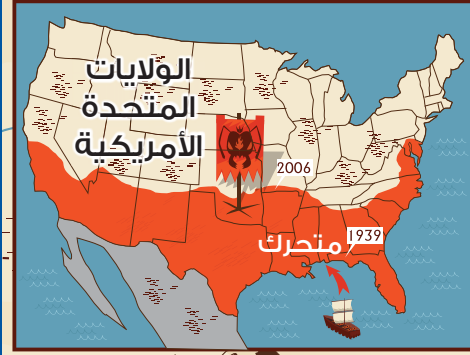 الولايات
المتحدة
الأمريكية
2006
1939
متحرك